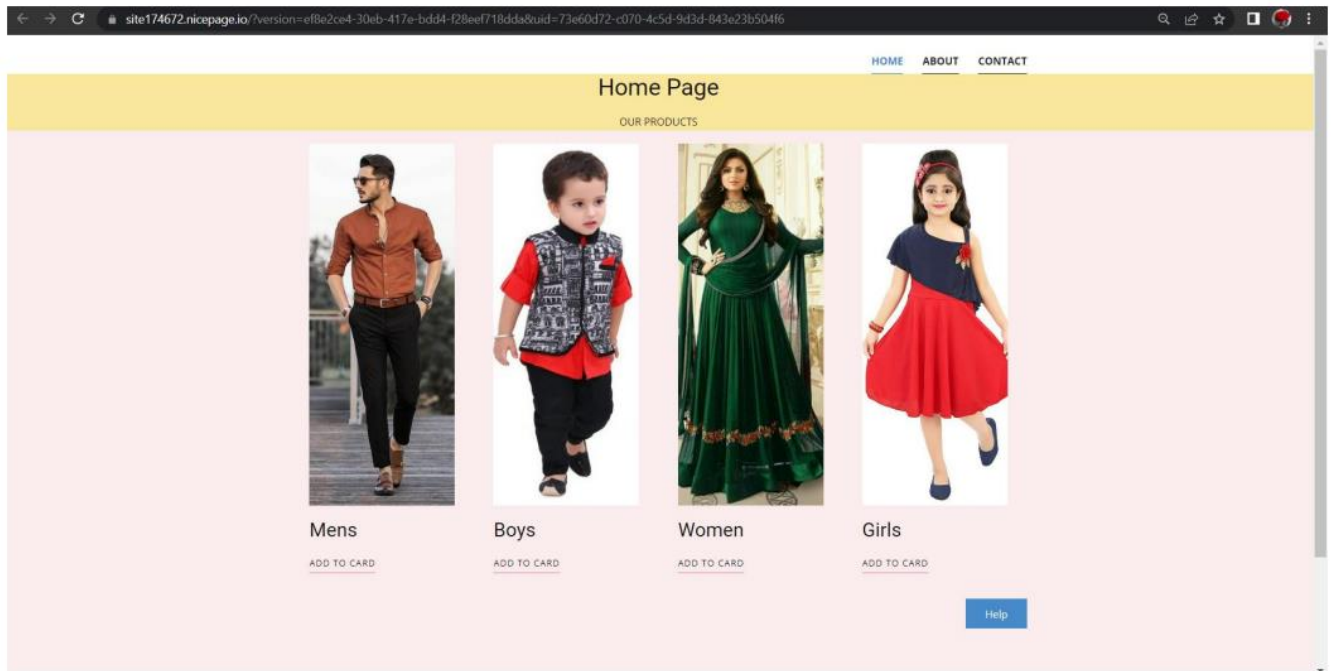 site174672.nicepage.io/?version=ef8e2ce4-30eb-417e-bdd4-f28eef718dda&uid=73e60d72-c070-4c5d-9d3d-843e23b504f6
HOME ABOUT CONTACT
Home Page
OUR PRODUCTS
Mens Boys Women Girls
ADD TO CARD ADD TO CARD ADD TO CARD ADD TO CARD
Help